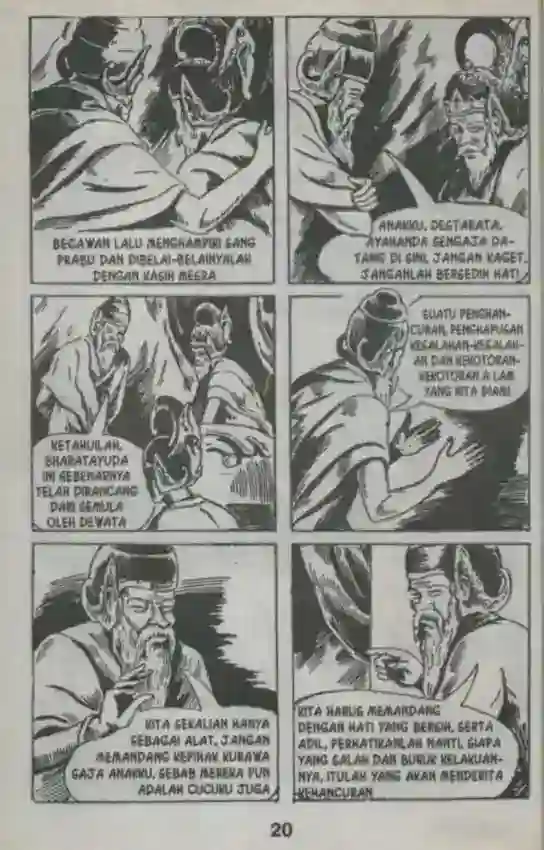 BEGAWAN LALU MENGHAMPIRI SANG
PRABU DAN DIBELAI-BELAINYALAH
DENGAN KASIH MESRA
ANAKKU, DESTARATA,
AYAHANDA SENGAJA DA-
TANG DI SINI, JANGAN KAGET,
JANGANLAH BERSEDIH HATI
KETAHUILAH,
BHARATAYUDA
INI SEBENARNYA
TELAH DIRANCANG
DARI SEMULA
OLEH DEWATA
SUATU PENGHAN-
CURAN, PENGHAPUSAN
KESALAHAN-KESALAH-
AN DAN KEKOTORAN-
KEKOTORAN ALAM
YANG KITA DIAMI
KITA SEKALIAN HANYA
SEBAGAI ALAT, JANGAN
MEMANDANG KEPIHAK KURAWA
SAJA ANAKKU, SEBAB MEREKA PUN
ADALAH CUCUKU JUGA
KITA HARUS MEMANDANG
DENGAN HATI YANG BERSIH, SERTA
ADIL, PERHATIKANLAH NANTI, SIAPA
YANG SALAH DAN BURUK KELAKUAN-
NYA, ITULAH YANG AKAN MENDERITA
KEHANCURAN
20